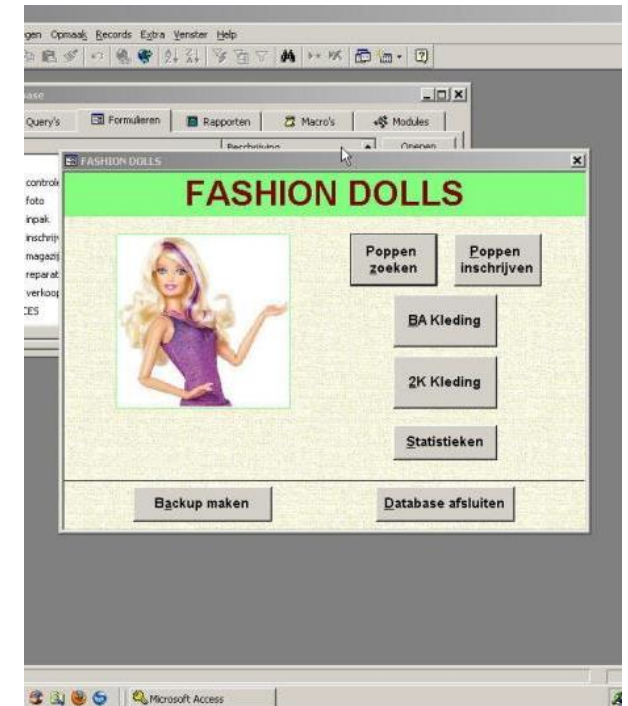 gen Opmaak Records Extra Venster Help
ase
Query's Formulieren Rapporten Macro's Modules
Beschrijving Openen
FASHION DOLLS
FASHION DOLLS
controle
foto
inpak
inschrijv
magazij
reparat
verkoop
CES
Poppen
zoeken
Poppen
inschrijven
BA Kleding
2K Kleding
Statistieken
Backup maken Database afsluiten
Microsoft Access